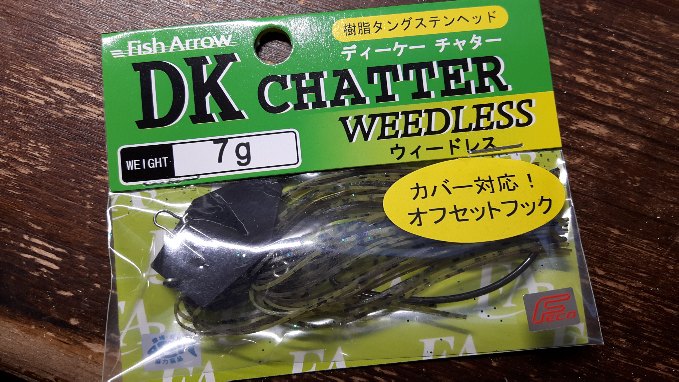 Fish Arrow
樹脂タングステンヘッド
ディーケー チャター
DK CHATTER
WEEDLESS
ウィードレス
WEIGHT 7g
カバー対応!
オフセットフック
Feco